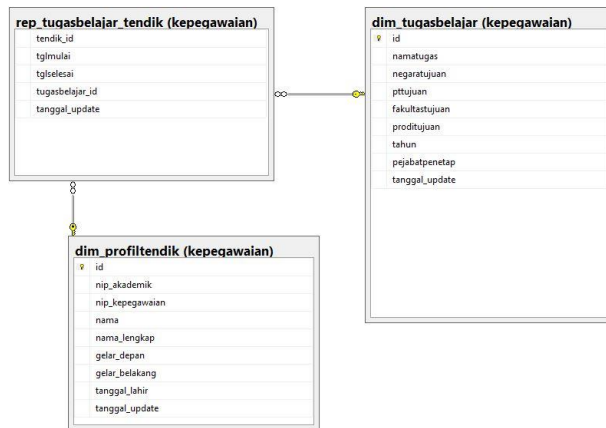 rep_tugasbelajar_tendik (kepegawaian)
tendik_id
tglmulai
tglselesai
tugasbelajar_id
tanggal_update
dim_tugasbelajar (kepegawaian)
id
namatugas
negaratujuan
pttujuan
fakultastujuan
proditujuan
tahun
pejabatpenetap
tanggal_update
dim_profiltendik (kepegawaian)
id
nip_akademik
nip_kepegawaian
nama
nama_lengkap
gelar_depan
gelar_belakang
tanggal_lahir
tanggal_update